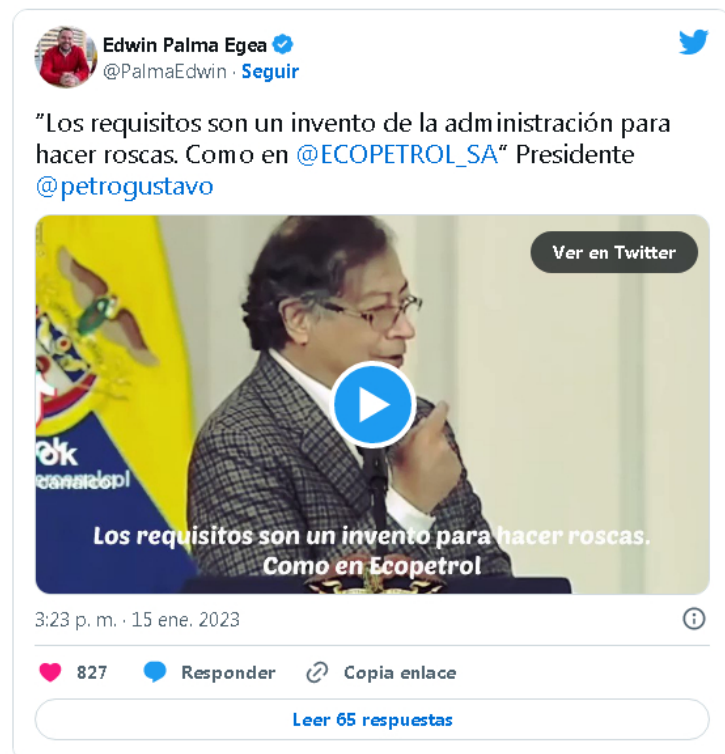 Edwin Palma Egea
@PalmaEdwin · Seguir
"Los requisitos son un invento de la administración para
hacer roscas. Como en @ECOPETROL_SA" Presidente
@petrogustavo
Ver en Twitter
Los requisitos son un invento para hacer roscas.
Como en Ecopetrol
3:23 p. m. · 15 ene. 2023
827 Responder Copia enlace
Leer 65 respuestas